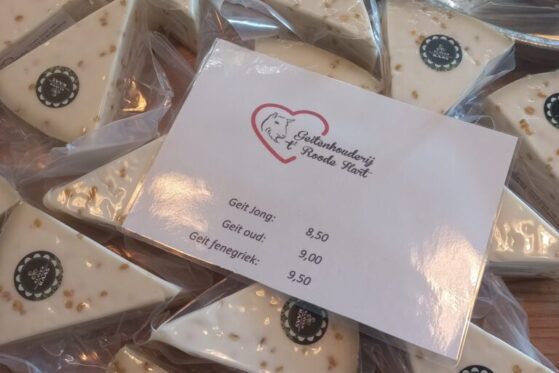 Geitenhouderij
't Roode Hart
Geit Jong: 8,50
Geit oud: 9,00
Geit fenegriek: 9,50